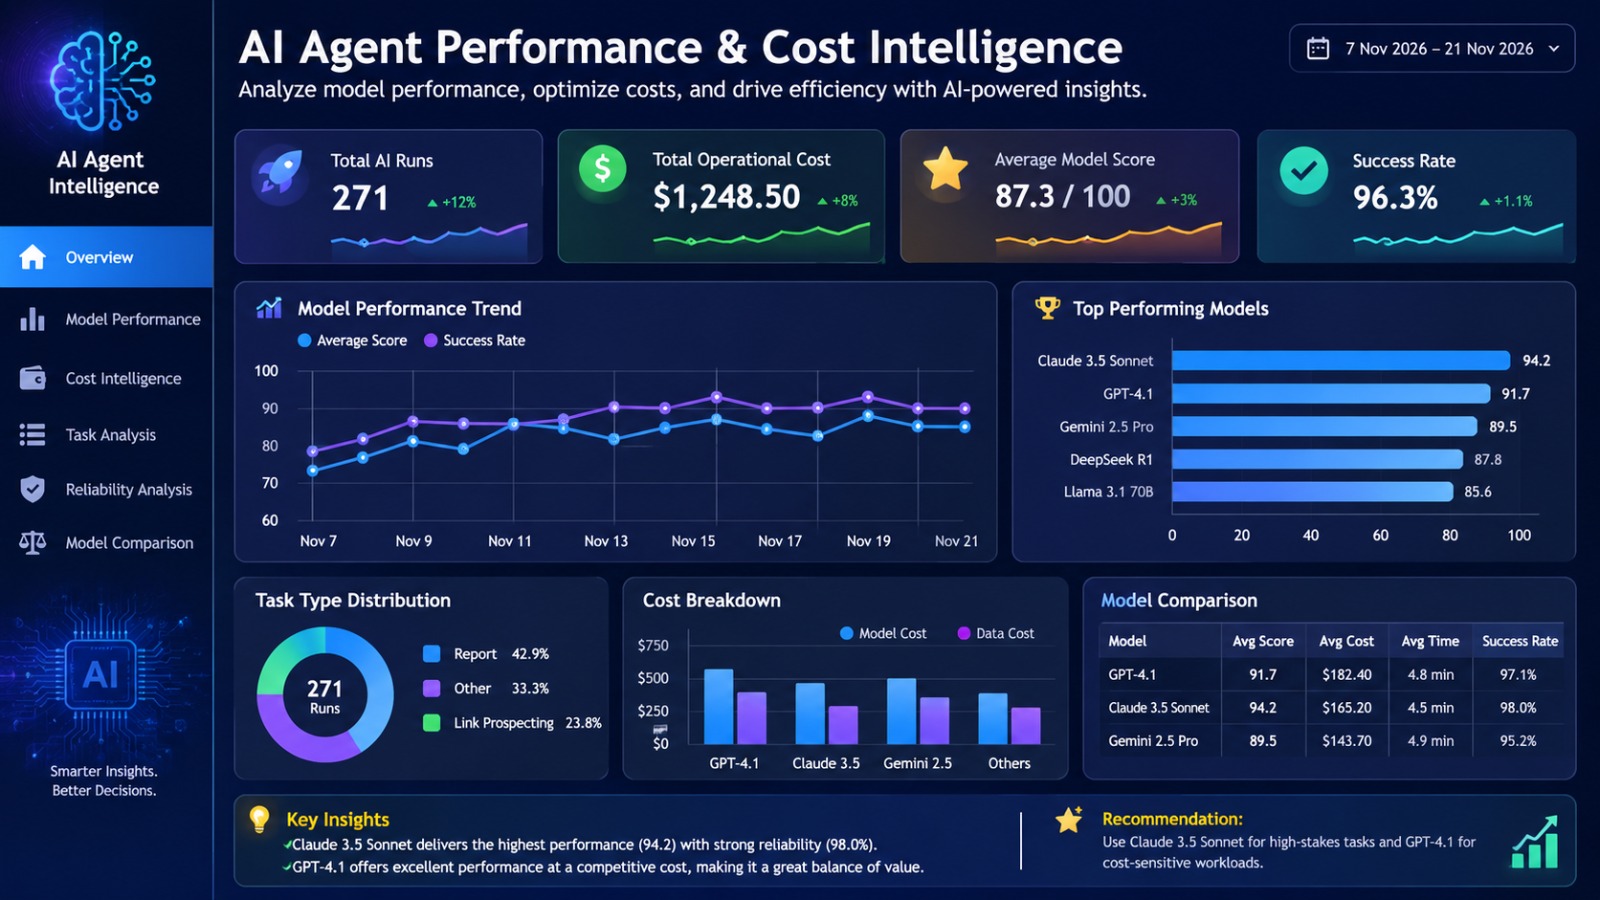 AI Agent
Intelligence
Overview
Model Performance
Cost Intelligence
Task Analysis
Reliability Analysis
Model Comparison
AI
Smarter Insights.
Better Decisions.
AI Agent Performance & Cost Intelligence
Analyze model performance, optimize costs, and drive efficiency with AI-powered insights.
7 Nov 2026 – 21 Nov 2026
Total AI Runs
271 ▲ +12%
$
Total Operational Cost
$1,248.50 ▲ +8%
Average Model Score
87.3 / 100 ▲ +3%
Success Rate
96.3% ▲ +1.1%
Model Performance Trend
Average Score Success Rate
100
90
80
70
60
Nov 7 Nov 9 Nov 11 Nov 13 Nov 15 Nov 17 Nov 19 Nov 21
Top Performing Models
Claude 3.5 Sonnet 94.2
GPT-4.1 91.7
Gemini 2.5 Pro 89.5
DeepSeek R1 87.8
Llama 3.1 70B 85.6
0 20 40 60 80 100
Task Type Distribution
271
Runs
Report 42.9%
Other 33.3%
Link Prospecting 23.8%
Cost Breakdown
Model Cost Data Cost
$750
$500
$250
$0
GPT-4.1 Claude 3.5 Gemini 2.5 Others
Model Comparison
Model Avg Score Avg Cost Avg Time Success Rate
GPT-4.1 91.7 $182.40 4.8 min 97.1%
Claude 3.5 Sonnet 94.2 $165.20 4.5 min 98.0%
Gemini 2.5 Pro 89.5 $143.70 4.9 min 95.2%
Key Insights
✓Claude 3.5 Sonnet delivers the highest performance (94.2) with strong reliability (98.0%).
✓GPT-4.1 offers excellent performance at a competitive cost, making it a great balance of value.
Recommendation:
Use Claude 3.5 Sonnet for high-stakes tasks and GPT-4.1 for
cost-sensitive workloads.